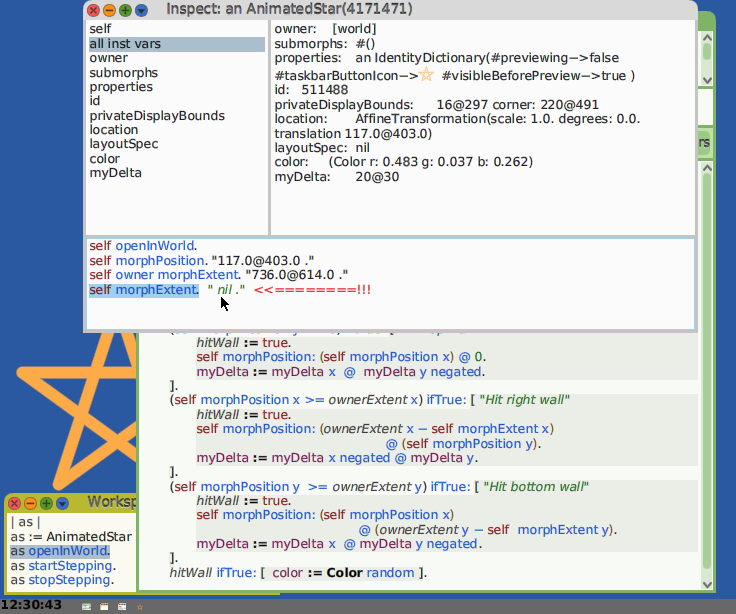 Inspect: an AnimatedStar(4171471)
self
all inst vars
owner
submorphs
properties
id
privateDisplayBounds
location
layoutSpec
color
myDelta
owner: [world]
submorphs: #()
properties: an IdentityDictionary(#previewing—>false
#taskbarButtonIcon—> #visibleBeforePreview—>true )
id: 511488
privateDisplayBounds: 16@297 corner: 220@491
location: AffineTransformation(scale: 1.0. degrees: 0.0.
translation 117.0@403.0)
layoutSpec: nil
color: (Color r: 0.483 g: 0.037 b: 0.262)
myDelta: 20@30
self openInWorld.
self morphPosition. "117.0@403.0 ."
self owner morphExtent. "736.0@614.0 ."
self morphExtent. " nil ." <<========!!!
rs
hitWall := true.
self morphPosition: (self morphPosition x) @ 0.
myDelta := myDelta x @ myDelta y negated.
].
(self morphPosition x >= ownerExtent x) ifTrue: [ "Hit right wall"
hitWall := true.
self morphPosition: (ownerExtent x − self morphExtent x)
@ (self morphPosition y).
myDelta := myDelta x negated @ myDelta y.
].
(self morphPosition y >= ownerExtent y) ifTrue: [ "Hit bottom wall"
hitWall := true.
self morphPosition: (self morphPosition x)
@ (ownerExtent y − self morphExtent y).
myDelta := myDelta x @ myDelta y negated.
].
hitWall ifTrue: [ color := Color random ].
Worksp
| as |
as := AnimatedStar
as openInWorld.
as startStepping.
as stopStepping.
12:30:43